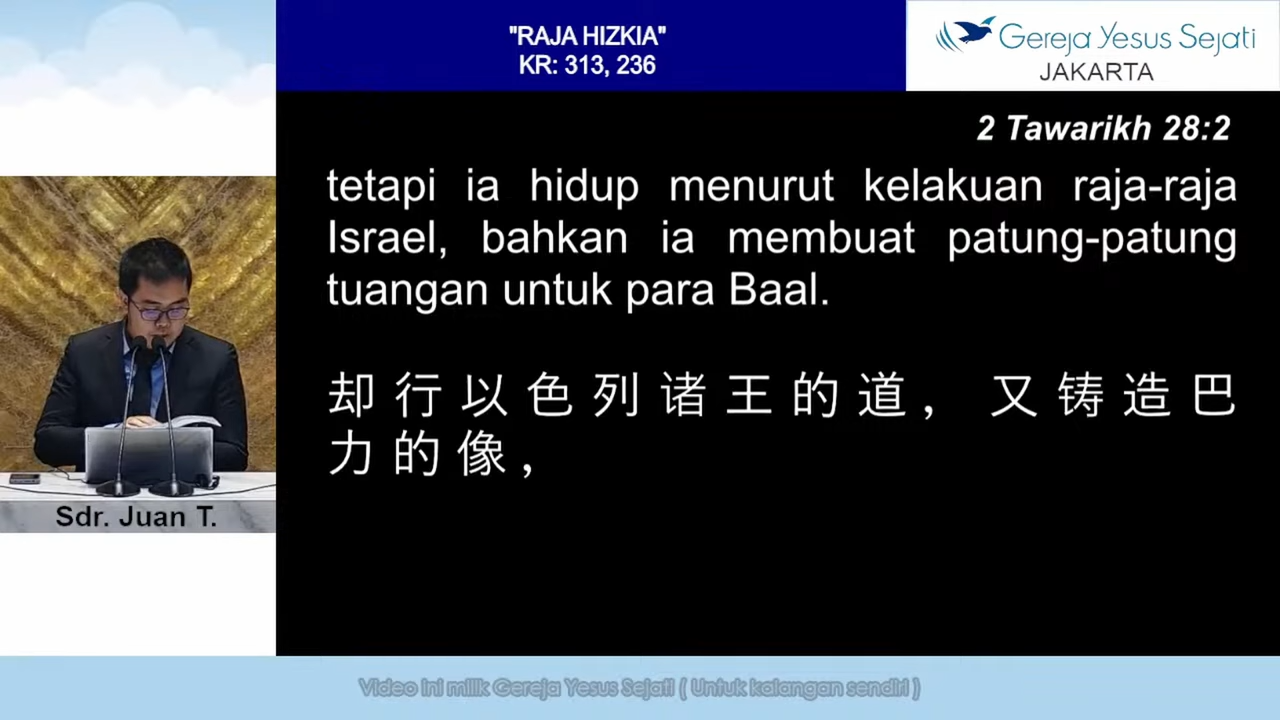 "RAJA HIZKIA"
KR: 313, 236
Gereja Yesus Sejati
JAKARTA
2 Tawarikh 28:2
tetapi ia hidup menurut kelakuan raja-raja
Israel, bahkan ia membuat patung-patung
tuangan untuk para Baal.
却行以色列诸王的道，又铸造巴
力的像，
Sdr. Juan T.
Video ini milik Gereja Yesus Sejati ( Untuk kalangan sendiri )